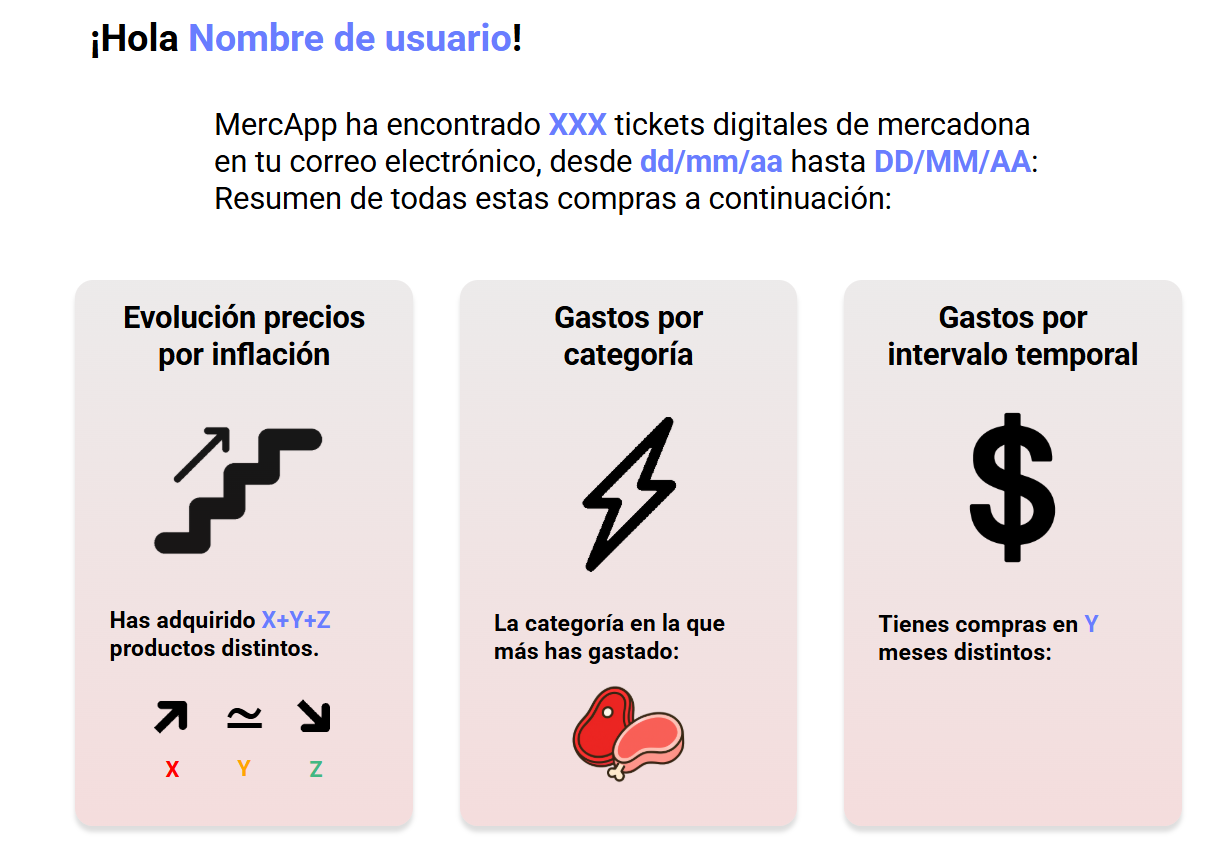 ¡Hola Nombre de usuario!
MercApp ha encontrado XXX tickets digitales de mercadona
en tu correo electrónico, desde dd/mm/aa hasta DD/MM/AA:
Resumen de todas estas compras a continuación:
Evolución precios
por inflación
Has adquirido X+Y+Z
productos distintos.
X Y Z
Gastos por
categoría
La categoría en la que
más has gastado:
Gastos por
intervalo temporal
$
Tienes compras en Y
meses distintos: